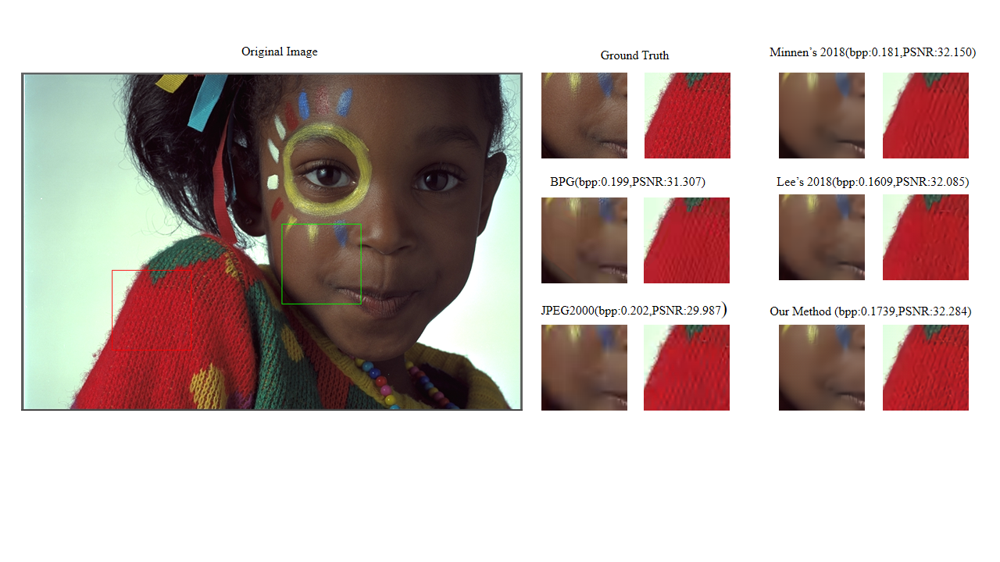 Original Image
Ground Truth
Minnen’s 2018(bpp:0.181,PSNR:32.150)
BPG(bpp:0.199,PSNR:31.307)
Lee’s 2018(bpp:0.1609,PSNR:32.085)
JPEG2000(bpp:0.202,PSNR:29.987)
Our Method (bpp:0.1739,PSNR:32.284)